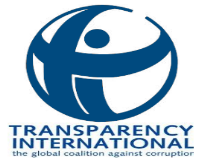 TRANSPARENCY
INTERNATIONAL
the global coalition against corruption